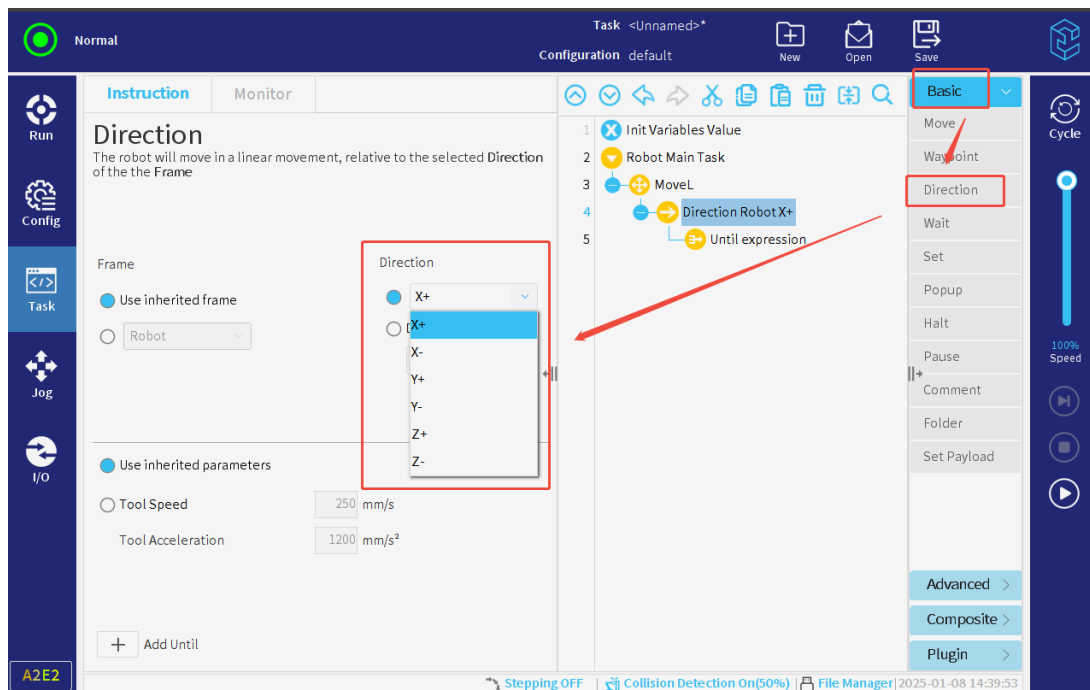 Normal
Task <Unnamed>*
Configuration default
New
Open
Save
Run
Config
Task
Jog
I/O
A2E2
Instruction
Monitor
Direction
The robot will move in a linear movement, relative to the selected Direction
of the the Frame
Frame
Use inherited frame
Robot
Direction
X+
X+
X-
Y+
Y-
Z+
Z-
Use inherited parameters
Tool Speed
250 mm/s
Tool Acceleration
1200 mm/s²
Add Until
1 Init Variables Value
2 Robot Main Task
3 MoveL
4 Direction Robot X+
5 Until expression
Basic
Move
Waypoint
Direction
Wait
Set
Popup
Halt
Pause
Comment
Folder
Set Payload
Advanced
Composite
Plugin
Cycle
100%
Speed
Stepping OFF
Collision Detection On(50%)
File Manager
2025-01-08 14:39:53